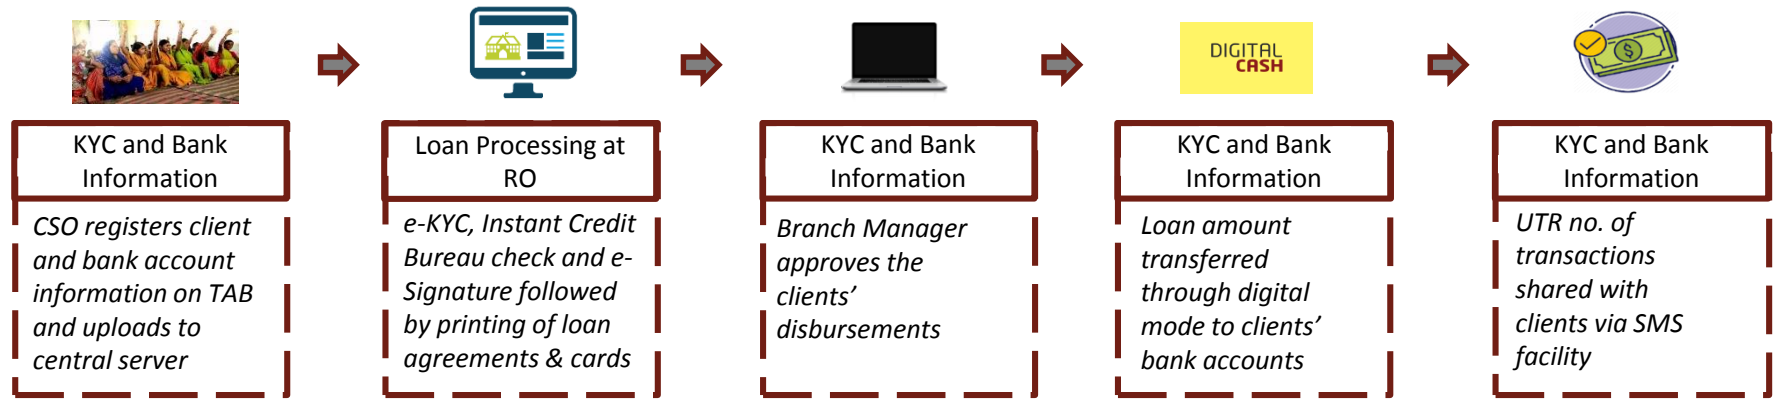 DIGITAL
CASH
KYC and Bank
Information
CSO registers client
and bank account
information on TAB
and uploads to
central server
Loan Processing at
RO
e-KYC, Instant Credit
Bureau check and e-
Signature followed
by printing of loan
agreements & cards
KYC and Bank
Information
Branch Manager
approves the
clients’
disbursements
KYC and Bank
Information
Loan amount
transferred
through digital
mode to clients’
bank accounts
KYC and Bank
Information
UTR no. of
transactions
shared with
clients via SMS
facility